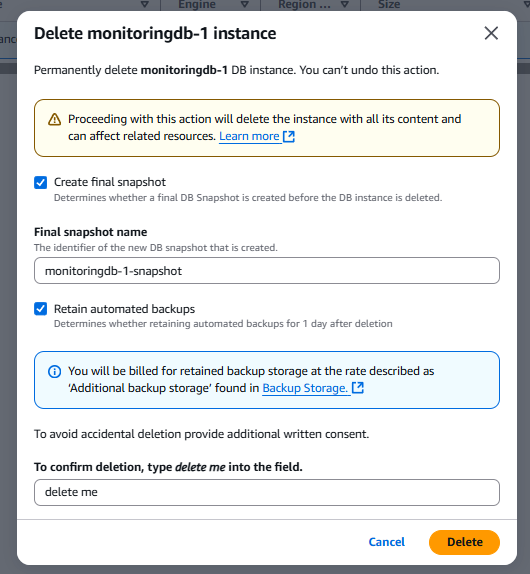 Engine
Region ...
Size
Delete monitoringdb-1 instance
Permanently delete monitoringdb-1 DB instance. You can't undo this action.
Proceeding with this action will delete the instance with all its content and
can affect related resources. Learn more
Create final snapshot
Determines whether a final DB Snapshot is created before the DB instance is deleted.
Final snapshot name
The identifier of the new DB snapshot that is created.
monitoringdb-1-snapshot
Retain automated backups
Determines whether retaining automated backups for 1 day after deletion
You will be billed for retained backup storage at the rate described as
'Additional backup storage' found in Backup Storage.
To avoid accidental deletion provide additional written consent.
To confirm deletion, type delete me into the field.
delete me
Cancel
Delete